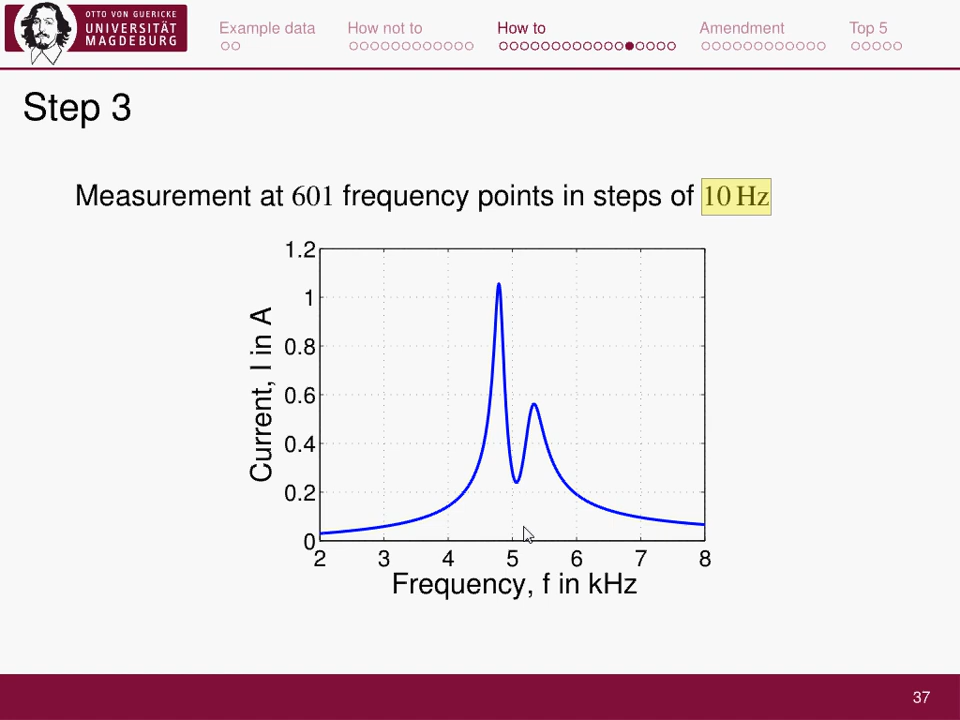 OTTO VON GUERICKE
UNIVERSITÄT
MAGDEBURG
Example data
How not to
How to
Amendment
Top 5
Step 3
Measurement at 601 frequency points in steps of 10 Hz
1.2
1
0.8
0.6
0.4
0.2
0
Current, I in A
2 3 4 5 6 7 8
Frequency, f in kHz
37